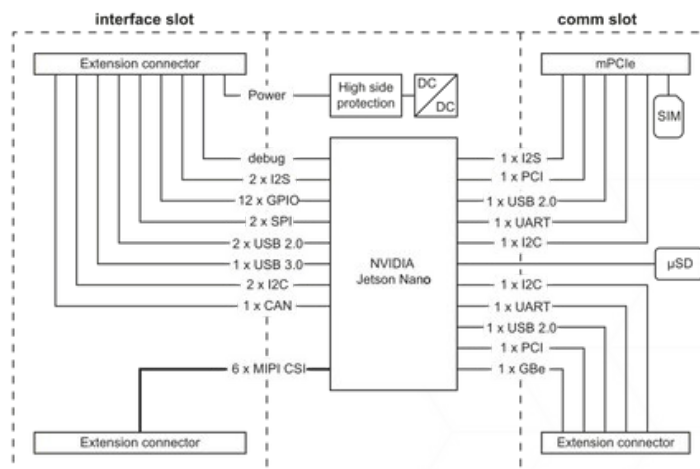 interface slot
comm slot
Extension connector
mPCIe
Power
High side
protection
DC
DC
SIM
debug
1 x I2S
2 x I2S
1 x PCI
12 x GPIO
1 x USB 2.0
2 x SPI
1 x UART
2 x USB 2.0
1 x I2C
1 x USB 3.0
NVIDIA
Jetson Nano
µSD
2 x I2C
1 x I2C
1 x CAN
1 x UART
1 x USB 2.0
1 x PCI
6 x MIPI CSI
1 x GBe
Extension connector
Extension connector